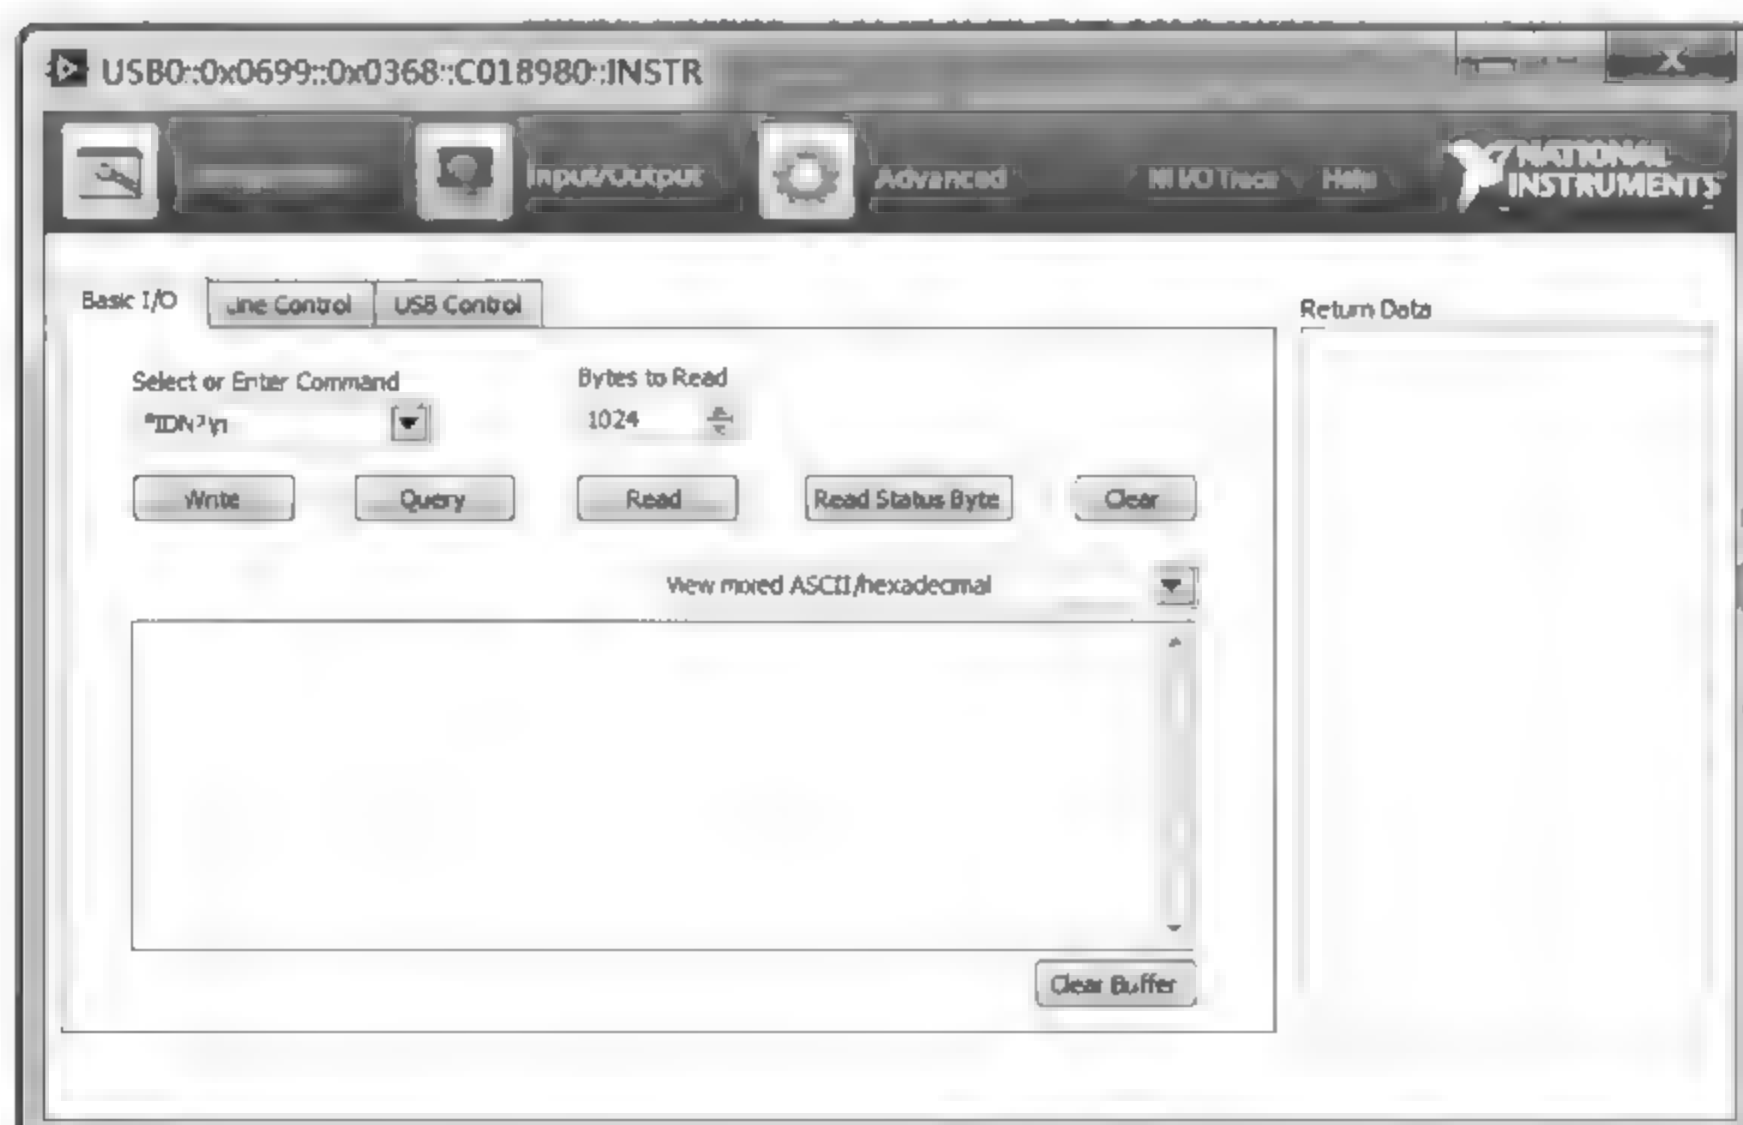 USB0::0x0699::0x0368::C018980::INSTR
Input/Output Advanced NI I/O Trace Help NATIONAL INSTRUMENTS
Basic I/O Line Control USB Control
Return Data
Select or Enter Command Bytes to Read
*IDN?\n 1024
Write Query Read Read Status Byte Clear
View mixed ASCII/hexadecimal
Clear Buffer